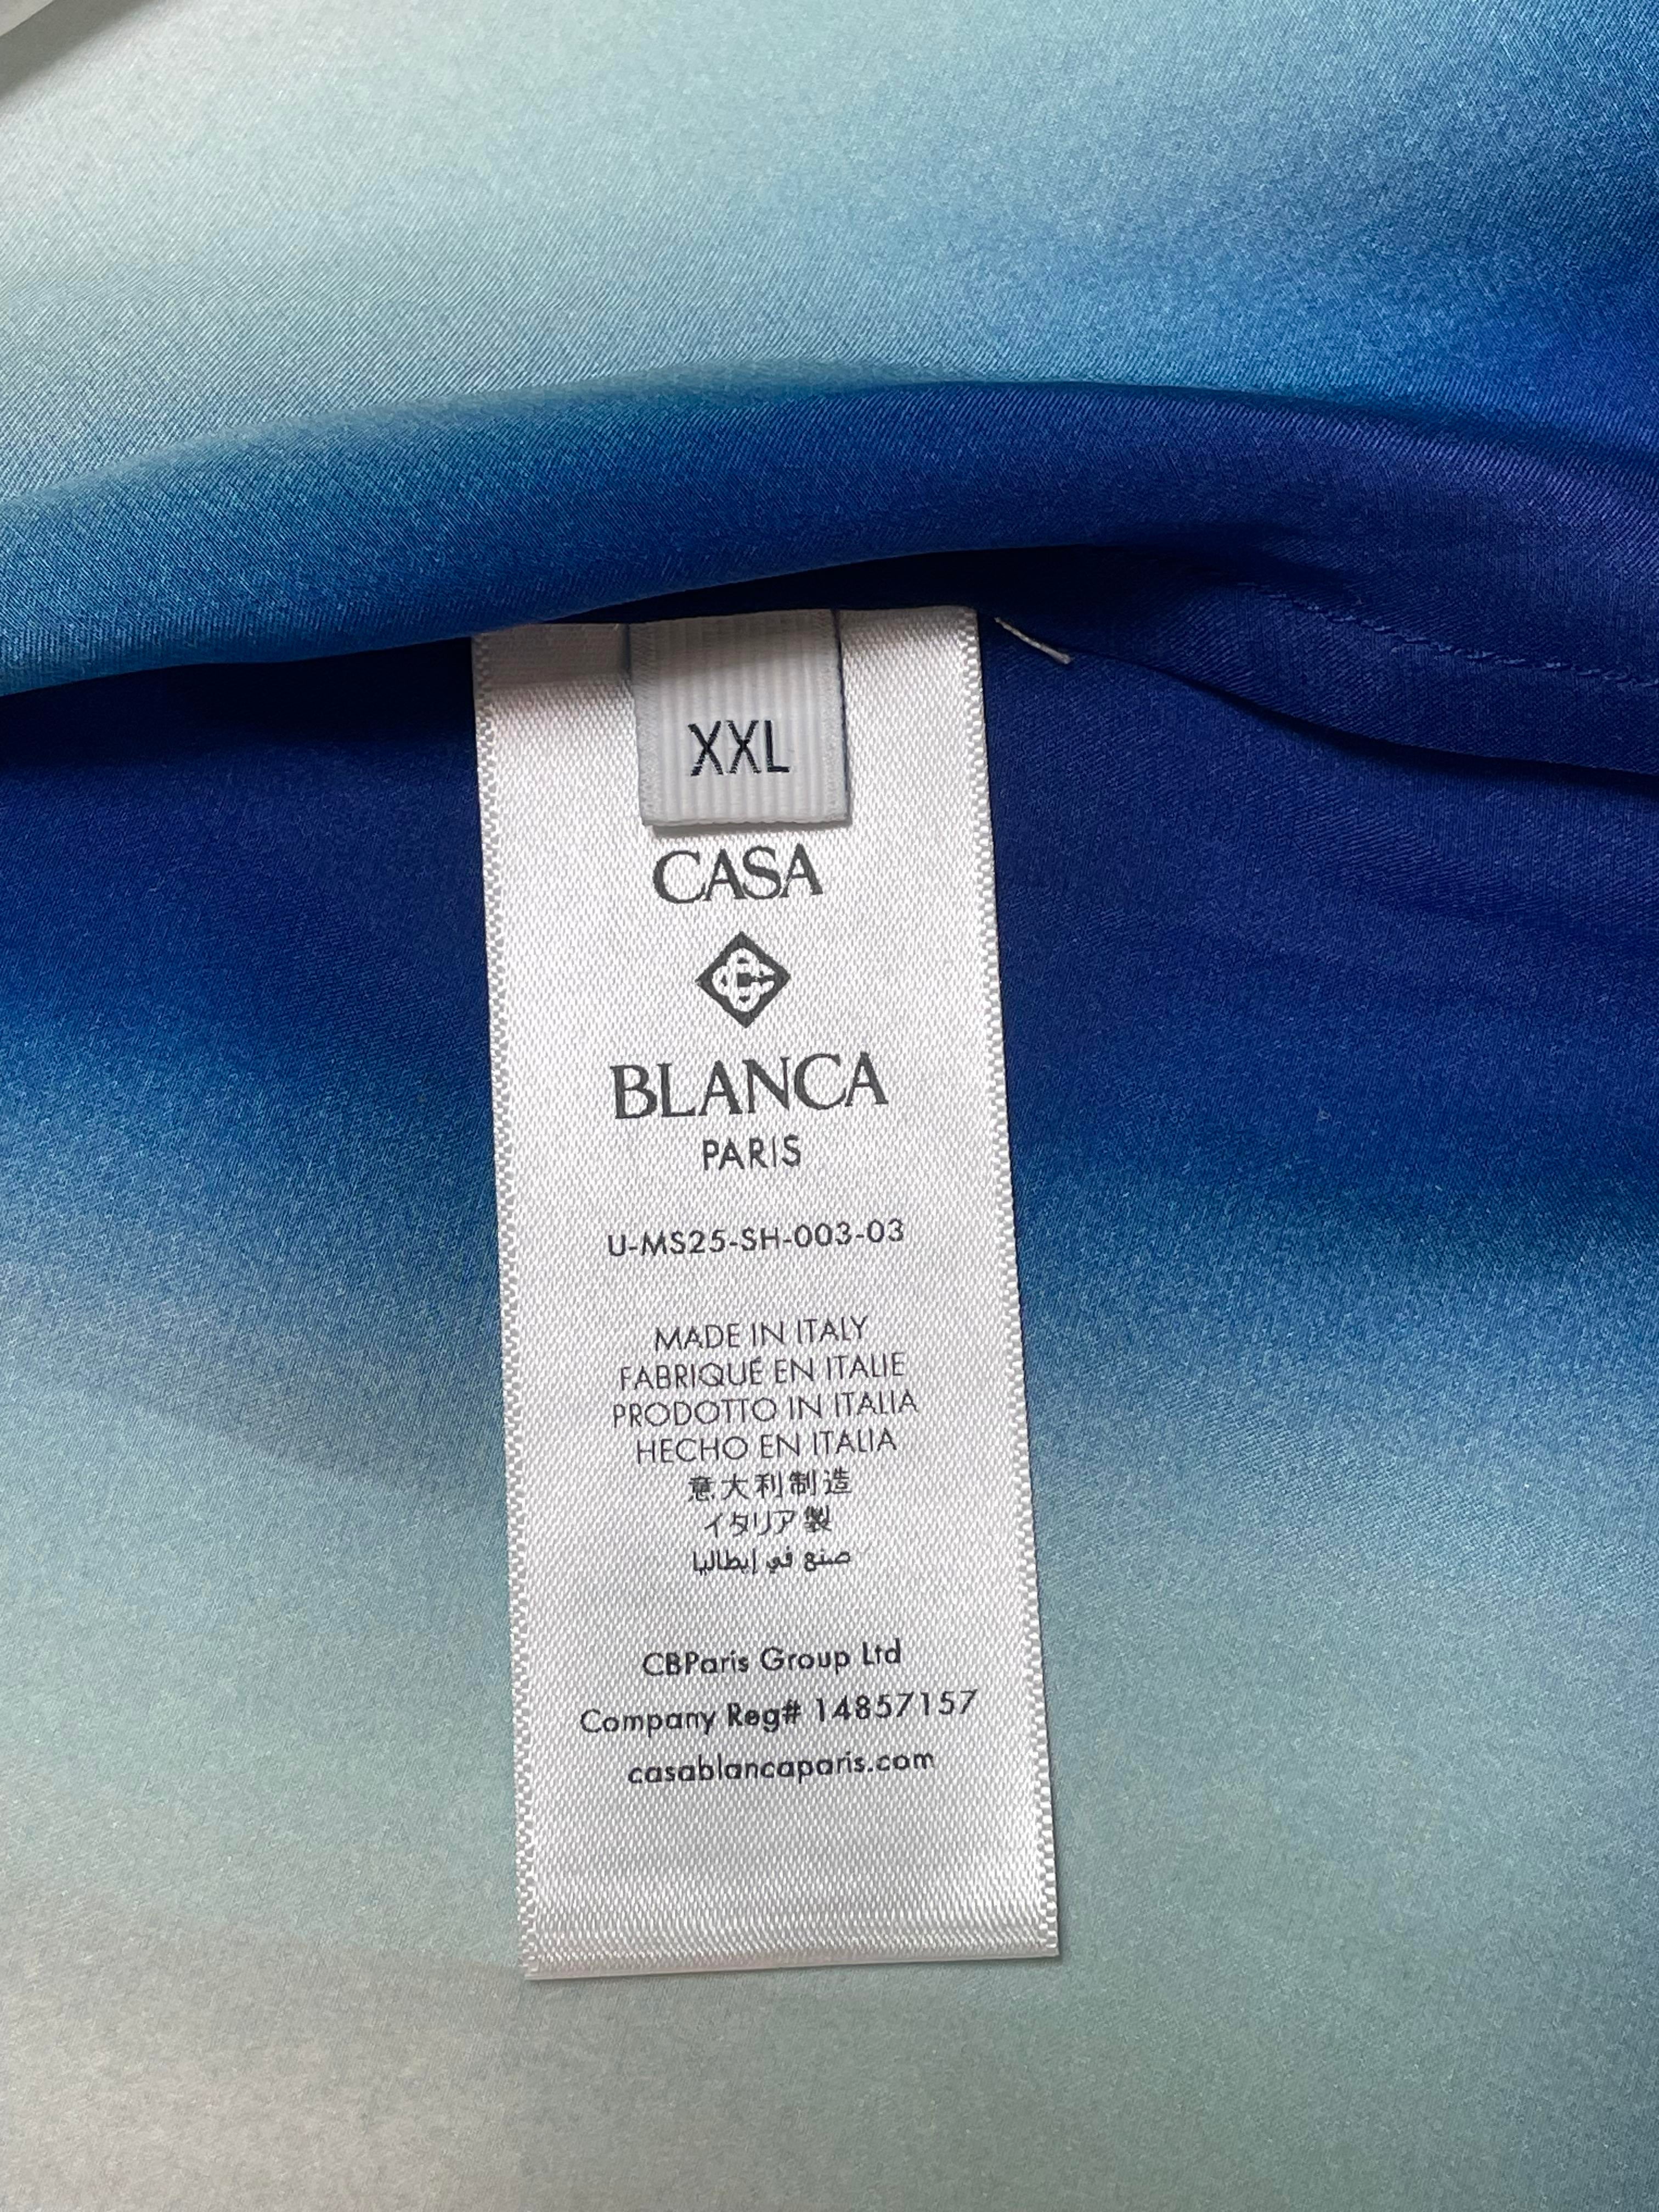 XXL
CASA
BLANCA
PARIS
U-MS25-SH-003-03
MADE IN ITALY
FABRIQUÉ EN ITALIE
PRODOTTO IN ITALIA
HECHO EN ITALIA
意大利制造
イタリア製
صنع في إيطاليا
CBParis Group Ltd
Company Reg# 14857157
casablancaparis.com